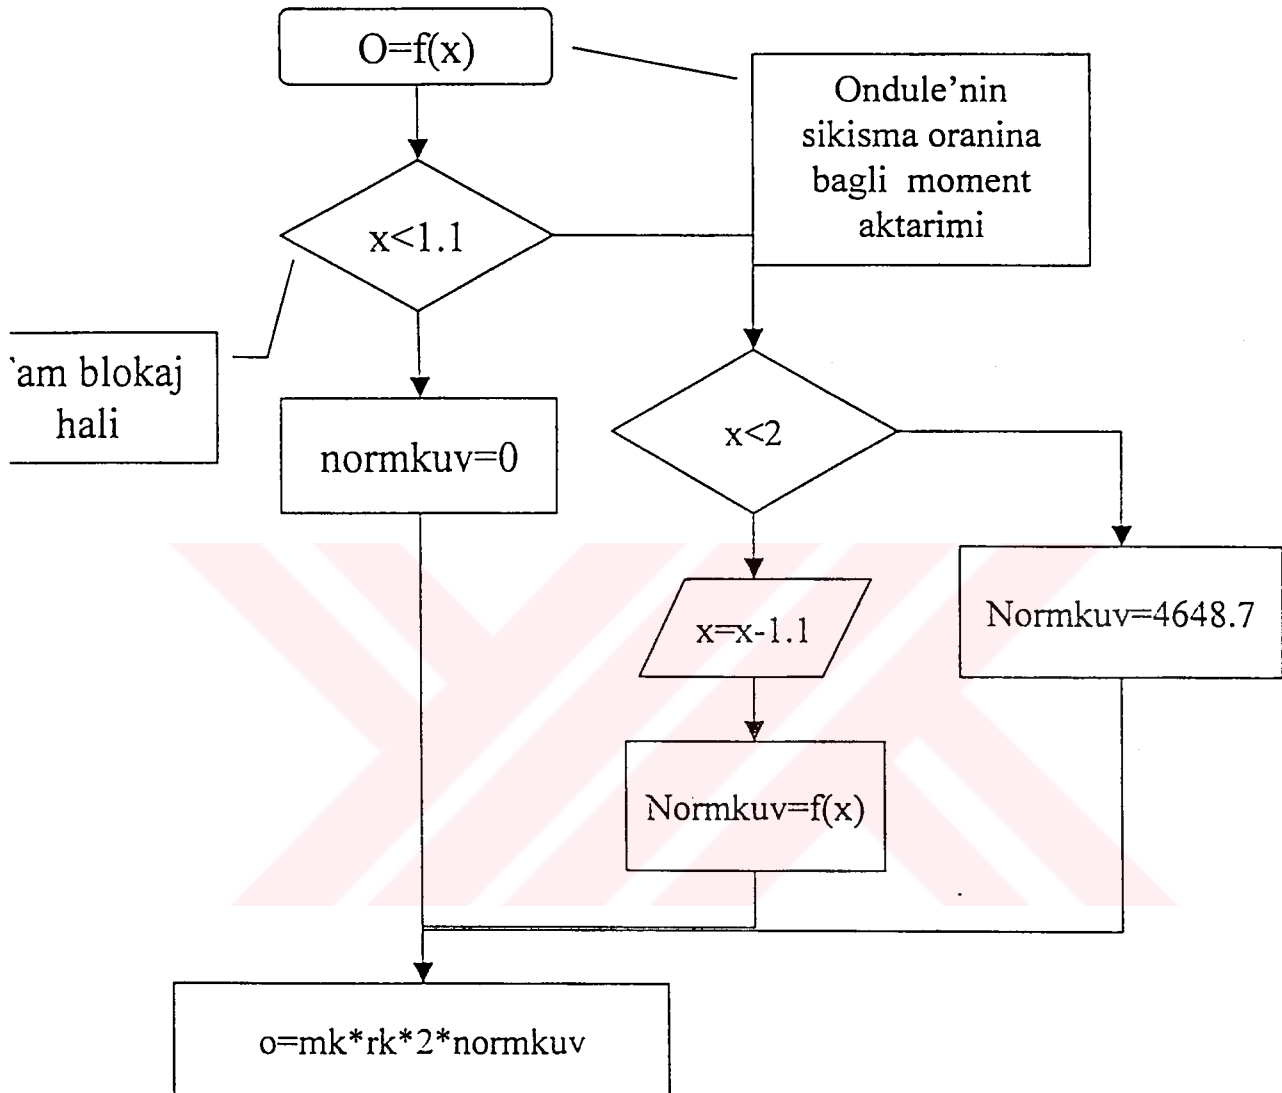 O=f(x)
Ondule'nin
sikisma oranina
bagli moment
aktarimi
x<1.1
am blokaj
hali
normkuv=0
x<2
x=x-1.1
Normkuv=4648.7
Normkuv=f(x)
o=mk*rk*2*normkuv